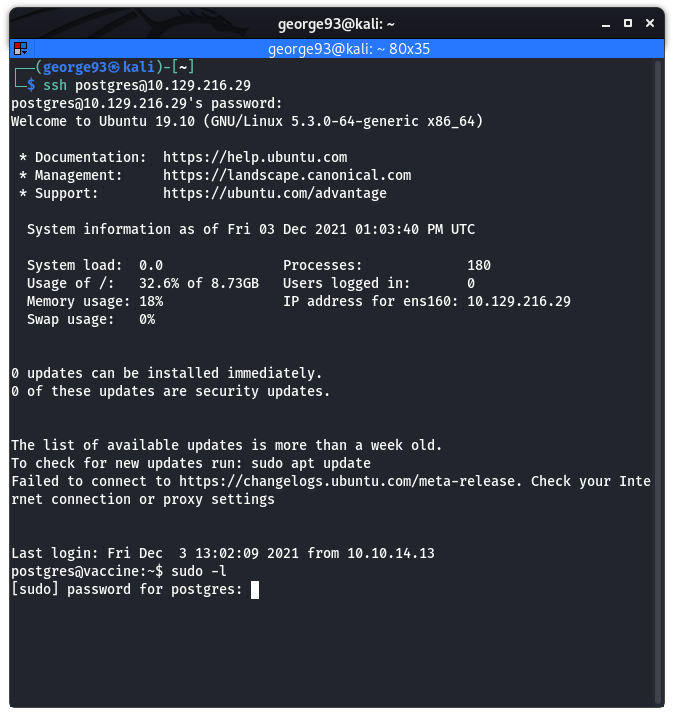 george93@kali: ~
george93@kali: ~ 80x35
┌──(george93㉿kali)-[~]
└─$ ssh postgres@10.129.216.29
postgres@10.129.216.29's password:
Welcome to Ubuntu 19.10 (GNU/Linux 5.3.0-64-generic x86_64)
* Documentation:  https://help.ubuntu.com
* Management:     https://landscape.canonical.com
* Support:        https://ubuntu.com/advantage
System information as of Fri 03 Dec 2021 01:03:40 PM UTC
System load:  0.0               Processes:             180
Usage of /:   32.6% of 8.73GB   Users logged in:       0
Memory usage: 18%               IP address for ens160: 10.129.216.29
Swap usage:   0%
0 updates can be installed immediately.
0 of these updates are security updates.
The list of available updates is more than a week old.
To check for new updates run: sudo apt update
Failed to connect to https://changelogs.ubuntu.com/meta-release. Check your Inte
rnet connection or proxy settings
Last login: Fri Dec  3 13:02:09 2021 from 10.10.14.13
postgres@vaccine:~$ sudo -l
[sudo] password for postgres: